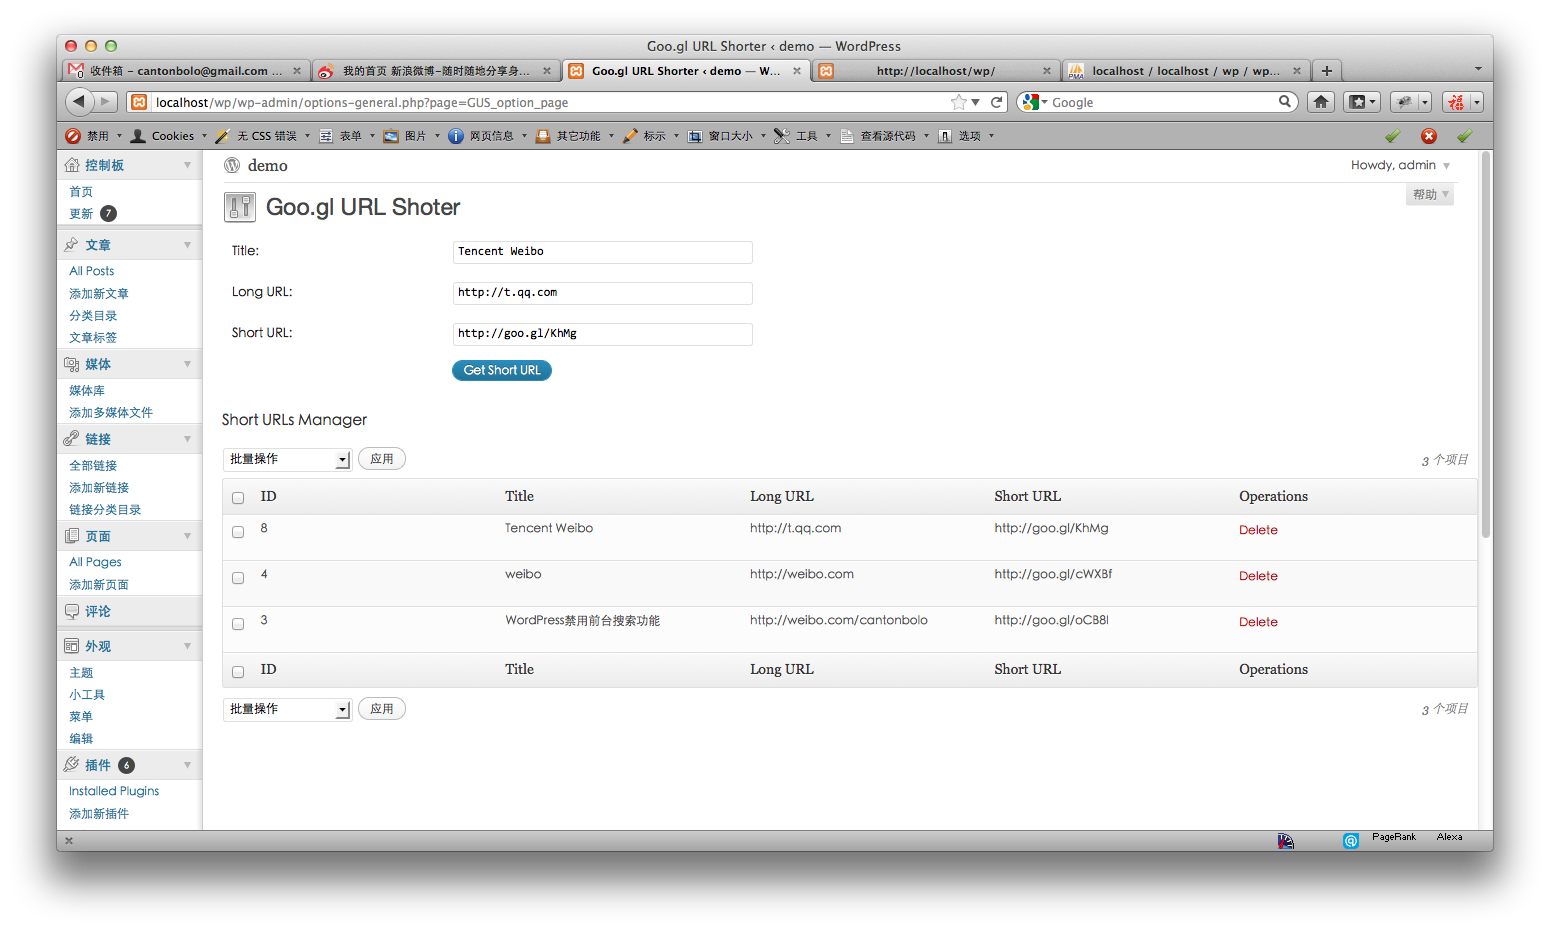 Goo.gl URL Shorter ‹ demo — WordPress
收件箱 - cantonbolo@gmail.com ...
我的首页 新浪微博-随时随地分享身...
Goo.gl URL Shorter ‹ demo — W...
http://localhost/wp/
localhost / localhost / wp / wp...
localhost/wp/wp-admin/options-general.php?page=GUS_option_page
Google
禁用
Cookies
无 CSS 错误
表单
图片
网页信息
其它功能
标示
窗口大小
工具
查看源代码
选项
控制板
首页
更新 7
文章
All Posts
添加新文章
分类目录
文章标签
媒体
媒体库
添加多媒体文件
链接
全部链接
添加新链接
链接分类目录
页面
All Pages
添加新页面
评论
外观
主题
小工具
菜单
编辑
插件 6
Installed Plugins
添加新插件
demo
Howdy, admin
帮助
Goo.gl URL Shoter
Title: Tencent Weibo
Long URL: http://t.qq.com
Short URL: http://goo.gl/KhMg
Get Short URL
Short URLs Manager
批量操作 应用 3 个项目
ID Title Long URL Short URL Operations
8 Tencent Weibo http://t.qq.com http://goo.gl/KhMg Delete
4 weibo http://weibo.com http://goo.gl/cWXBf Delete
3 WordPress禁用前台搜索功能 http://weibo.com/cantonbolo http://goo.gl/oCB8l Delete
ID Title Long URL Short URL Operations
批量操作 应用 3 个项目
PageRank Alexa